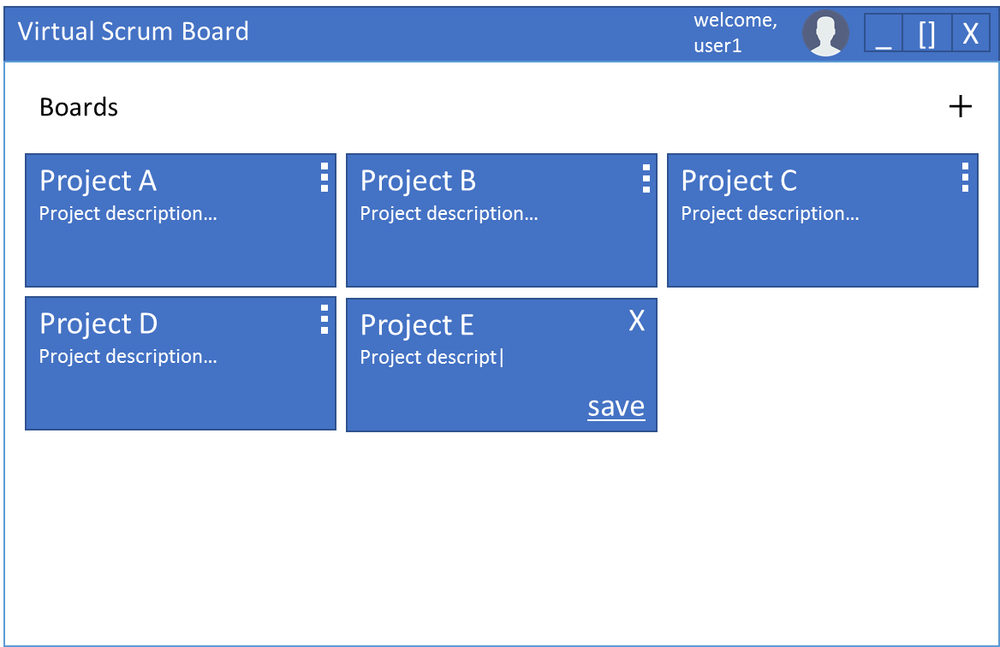 Virtual Scrum Board
welcome,
user1
_ [] X
Boards
+
Project A
Project description...
Project B
Project description...
Project C
Project description...
Project D
Project description...
Project E
X
Project descript|
save